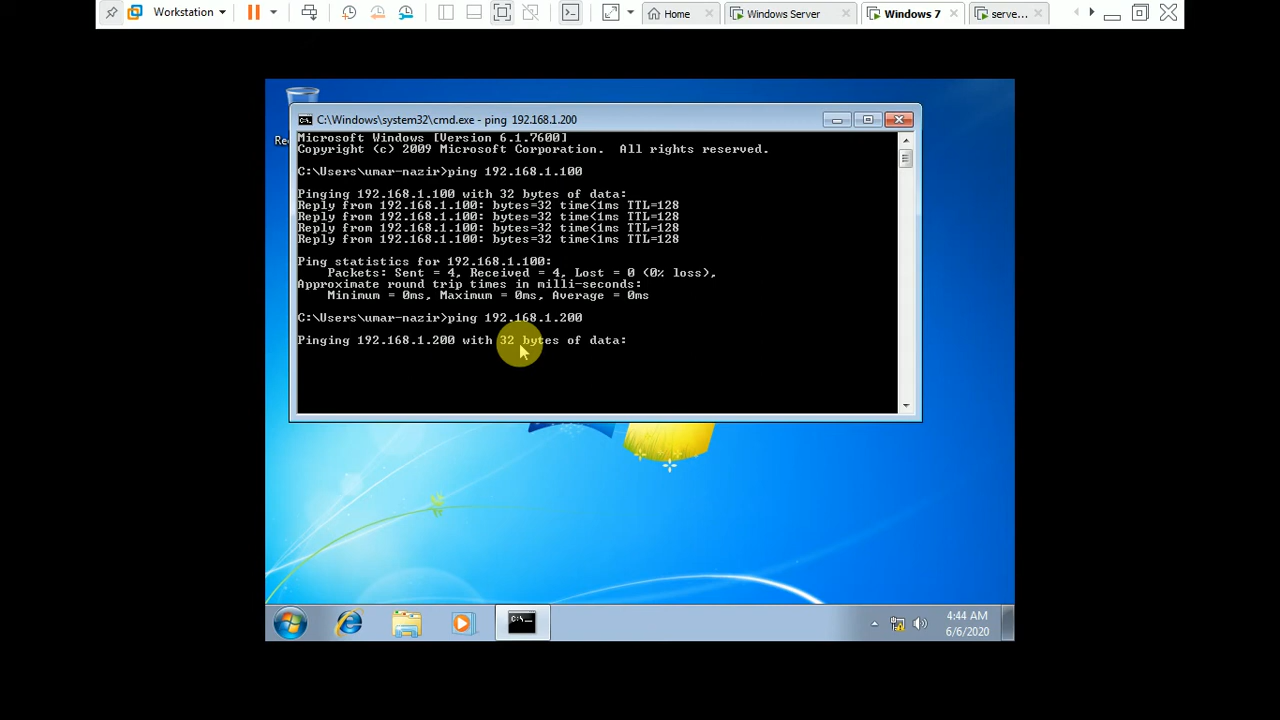 Workstation
Home
Windows Server
Windows 7
serve...
C:\Windows\system32\cmd.exe - ping 192.168.1.200
Microsoft Windows [Version 6.1.7600]
Copyright (c) 2009 Microsoft Corporation.  All rights reserved.
C:\Users\umar-nazir>ping 192.168.1.100
Pinging 192.168.1.100 with 32 bytes of data:
Reply from 192.168.1.100: bytes=32 time<1ms TTL=128
Reply from 192.168.1.100: bytes=32 time<1ms TTL=128
Reply from 192.168.1.100: bytes=32 time<1ms TTL=128
Reply from 192.168.1.100: bytes=32 time<1ms TTL=128
Ping statistics for 192.168.1.100:
Packets: Sent = 4, Received = 4, Lost = 0 (0% loss),
Approximate round trip times in milli-seconds:
Minimum = 0ms, Maximum = 0ms, Average = 0ms
C:\Users\umar-nazir>ping 192.168.1.200
Pinging 192.168.1.200 with 32 bytes of data:
4:44 AM
6/6/2020